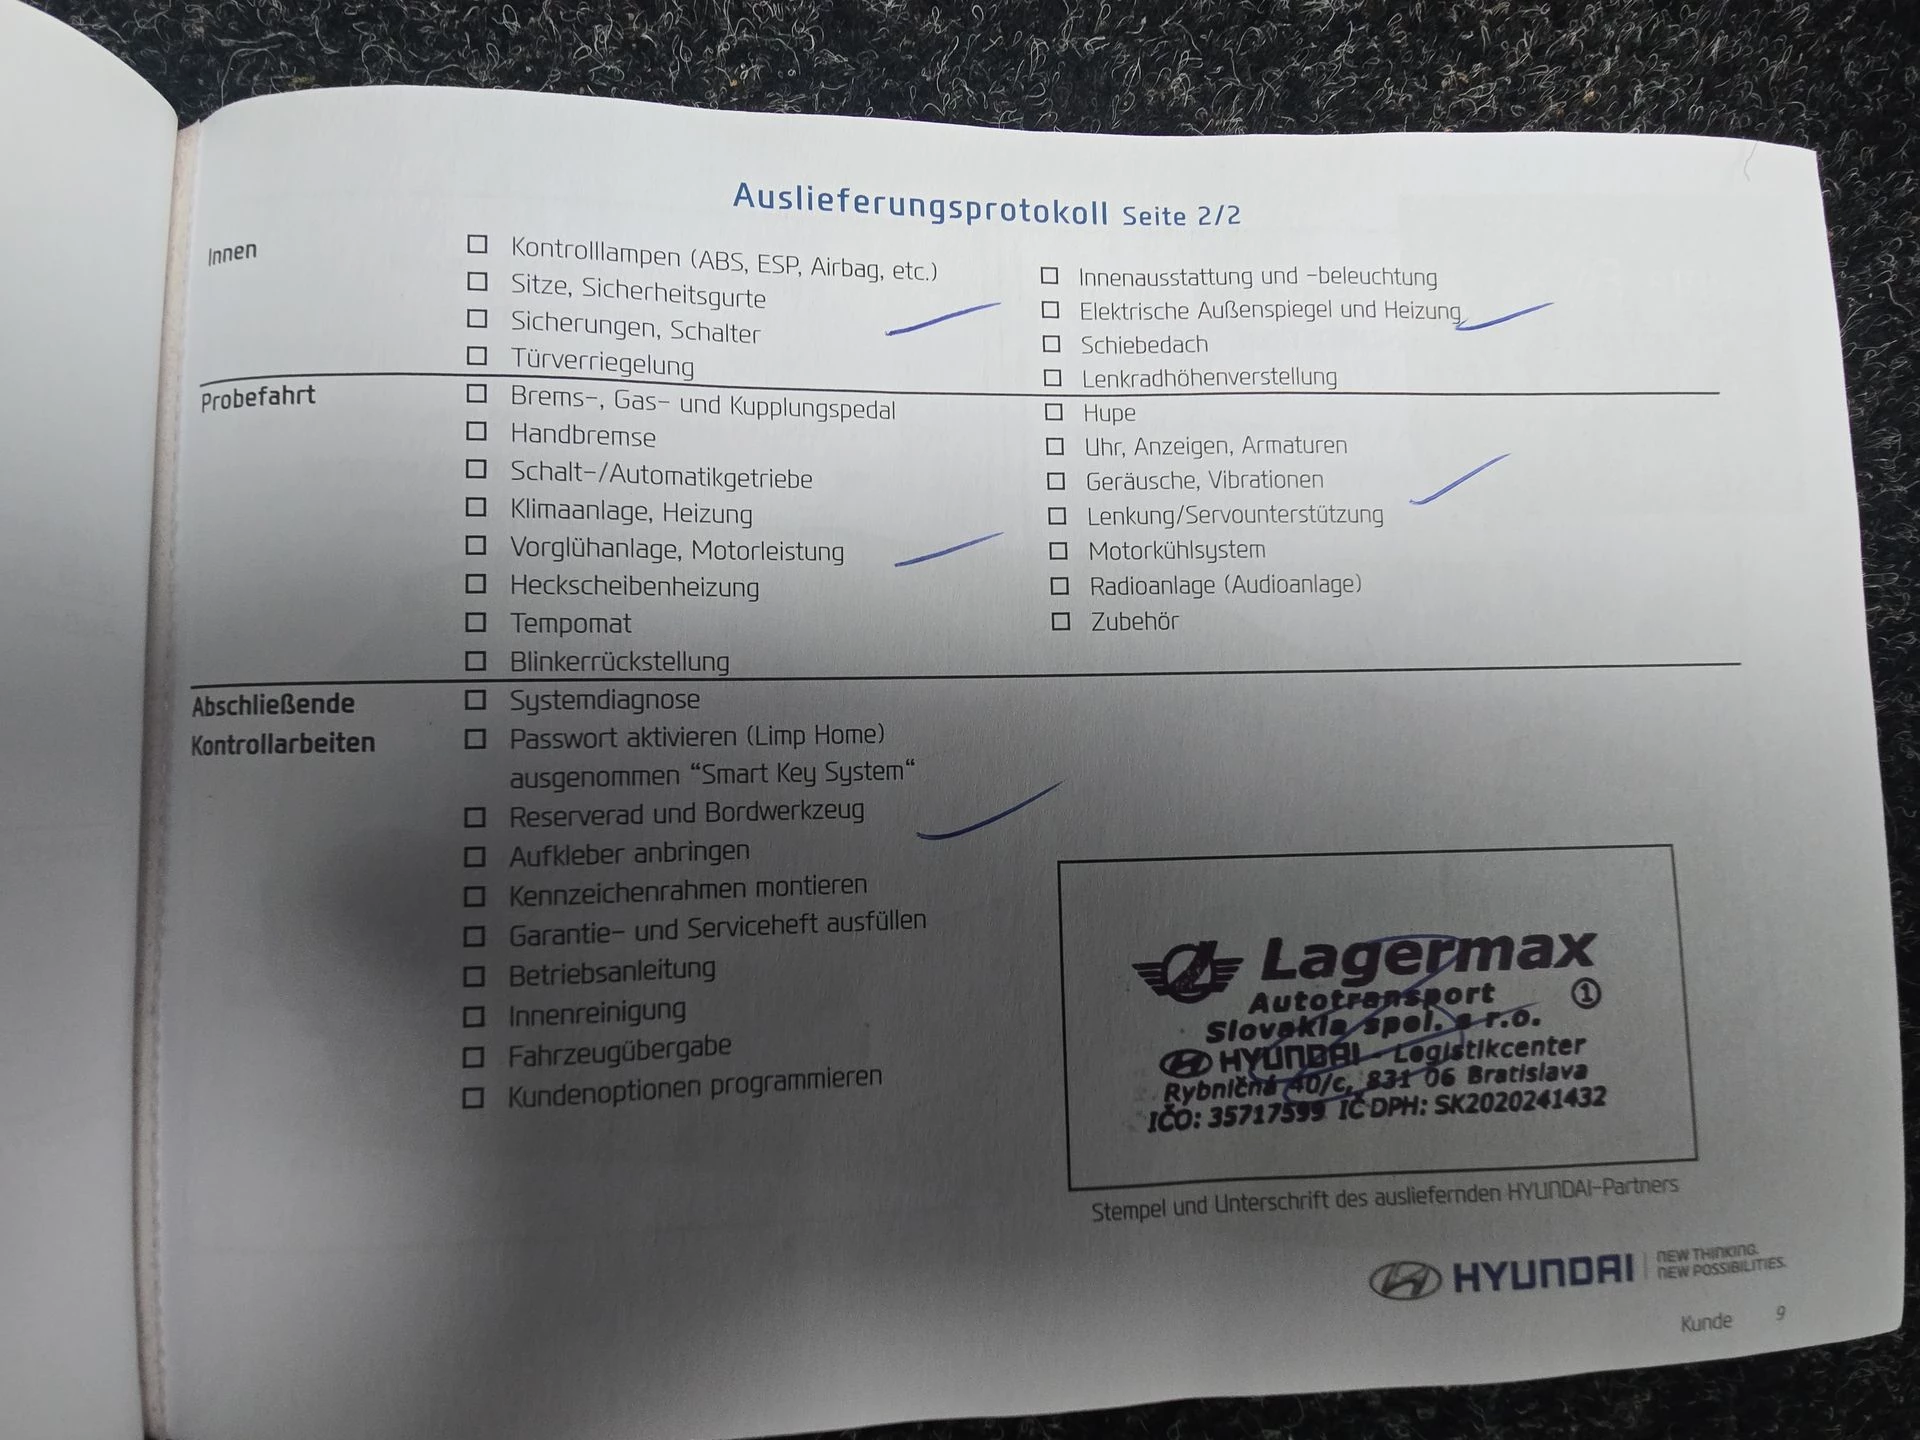 Auslieferungsprotokoll Seite 2/2
Innen
Kontrolllampen (ABS, ESP, Airbag, etc.)
Sitze, Sicherheitsgurte
Sicherungen, Schalter
Türverriegelung
Innenausstattung und -beleuchtung
Elektrische Außenspiegel und Heizung
Schiebedach
Lenkradhöhenverstellung
Probefahrt
Brems-, Gas- und Kupplungspedal
Handbremse
Schalt-/Automatikgetriebe
Klimaanlage, Heizung
Vorglühanlage, Motorleistung
Heckscheibenheizung
Tempomat
Blinkerrückstellung
Hupe
Uhr, Anzeigen, Armaturen
Geräusche, Vibrationen
Lenkung/Servounterstützung
Motorkühlsystem
Radioanlage (Audioanlage)
Zubehör
Abschließende
Kontrollarbeiten
Systemdiagnose
Passwort aktivieren (Limp Home)
ausgenommen “Smart Key System“
Reserverad und Bordwerkzeug
Aufkleber anbringen
Kennzeichenrahmen montieren
Garantie- und Serviceheft ausfüllen
Betriebsanleitung
Innenreinigung
Fahrzeugübergabe
Kundenoptionen programmieren
Lagermax
Autotransport ①
Slovakia spol. s r.o.
HYUNDAI - Logistikcenter
Rybničná 40/c, 831 06 Bratislava
IČO: 35717599 IČ DPH: SK2020241432
Stempel und Unterschrift des ausliefernden HYUNDAI-Partners
HYUNDAI
NEW THINKING.
NEW POSSIBILITIES.
Kunde 9